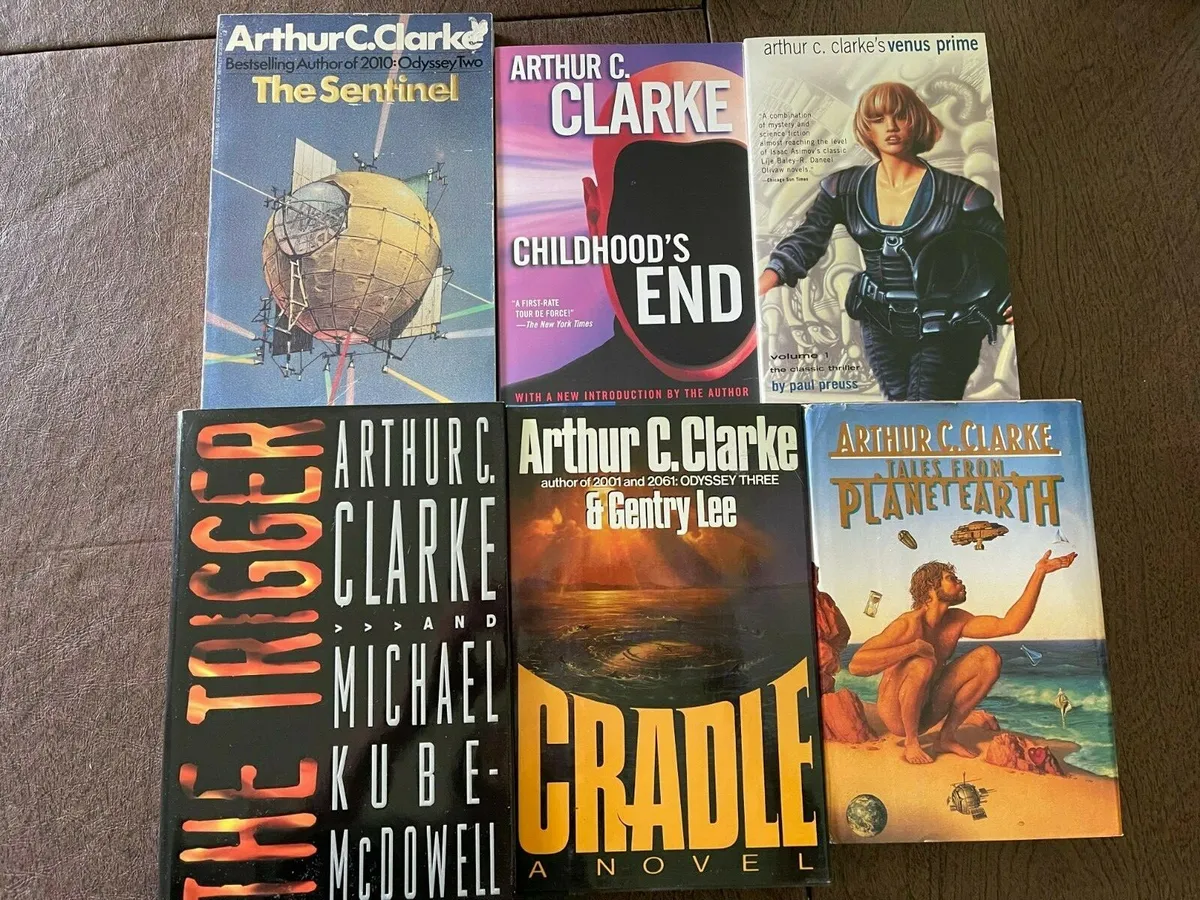 Arthur C. Clarke
Bestselling Author of 2010: Odyssey Two
The Sentinel
ARTHUR C.
CLARKE
CHILDHOOD'S
END
"A FIRST-RATE
TOUR DE FORCE!"
—The New York Times
WITH A NEW INTRODUCTION BY THE AUTHOR
arthur c. clarke's venus prime
"A combination
of mystery and
science fiction
almost reaching the level
of Isaac Asimov's classic
Lije Baley-R. Daneel
Olivaw novels."
—Chicago Sun Times
volume 1
the classic thriller
by paul preuss
THE TRIGGER
ARTHUR C.
CLARKE
>>> AND
MICHAEL
KUBE-
McDOWELL
Arthur C. Clarke
author of 2001 and 2061: ODYSSEY THREE
& Gentry Lee
CRADLE
A NOVEL
ARTHUR C. CLARKE
TALES FROM
PLANET EARTH